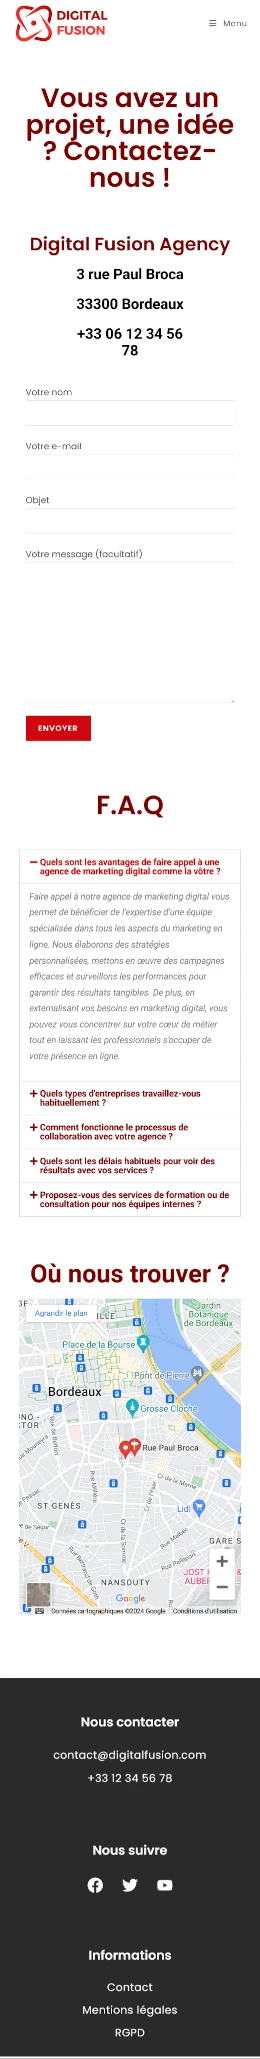 DIGITAL
FUSION
Menu
Vous avez un
projet, une idée
? Contactez-
nous !
Digital Fusion Agency
3 rue Paul Broca
33300 Bordeaux
+33 06 12 34 56
78
Votre nom
Votre e-mail
Objet
Votre message (facultatif)
ENVOYER
F.A.Q
Quels sont les avantages de faire appel à une
agence de marketing digital comme la vôtre ?
Faire appel à notre agence de marketing digital vous
permet de bénéficier de l'expertise d'une équipe
spécialisée dans tous les aspects du marketing en
ligne. Nous élaborons des stratégies
personnalisées, mettons en œuvre des campagnes
efficaces et surveillons les performances pour
garantir des résultats tangibles. De plus, en
externalisant vos besoins en marketing digital, vous
pouvez vous concentrer sur votre cœur de métier
tout en laissant les professionnels s'occuper de
votre présence en ligne.
Quels types d'entreprises travaillez-vous
habituellement ?
Comment fonctionne le processus de
collaboration avec votre agence ?
Quels sont les délais habituels pour voir des
résultats avec vos services ?
Proposez-vous des services de formation ou de
consultation pour nos équipes internes ?
Où nous trouver ?
Agrandir le plan
Jardin
Botanique
de Bordeaux
Place de la Bourse
Pont de Pierre
Bordeaux
Grosse Cloche
Rue Paul Broca
Cr de la Marne
ST GENÈS
Lidl
GARE S
NANSOUTY
JOST H
AUBER
Google
Données cartographiques ©2024 Google
Conditions d'utilisation
Nous contacter
contact@digitalfusion.com
+33 12 34 56 78
Nous suivre
Informations
Contact
Mentions légales
RGPD